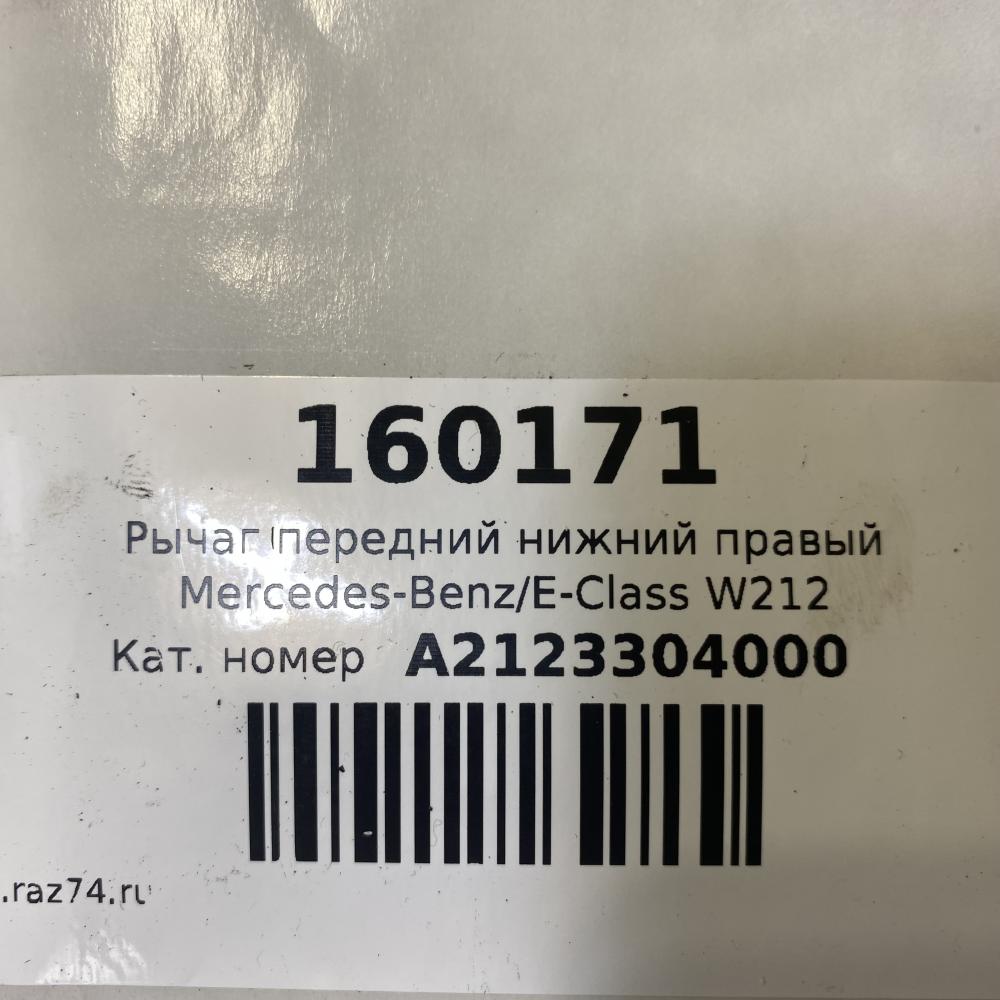 160171
Рычаг передний нижний правый
Mercedes-Benz/E-Class W212
Кат. номер A2123304000
.raz74.ru